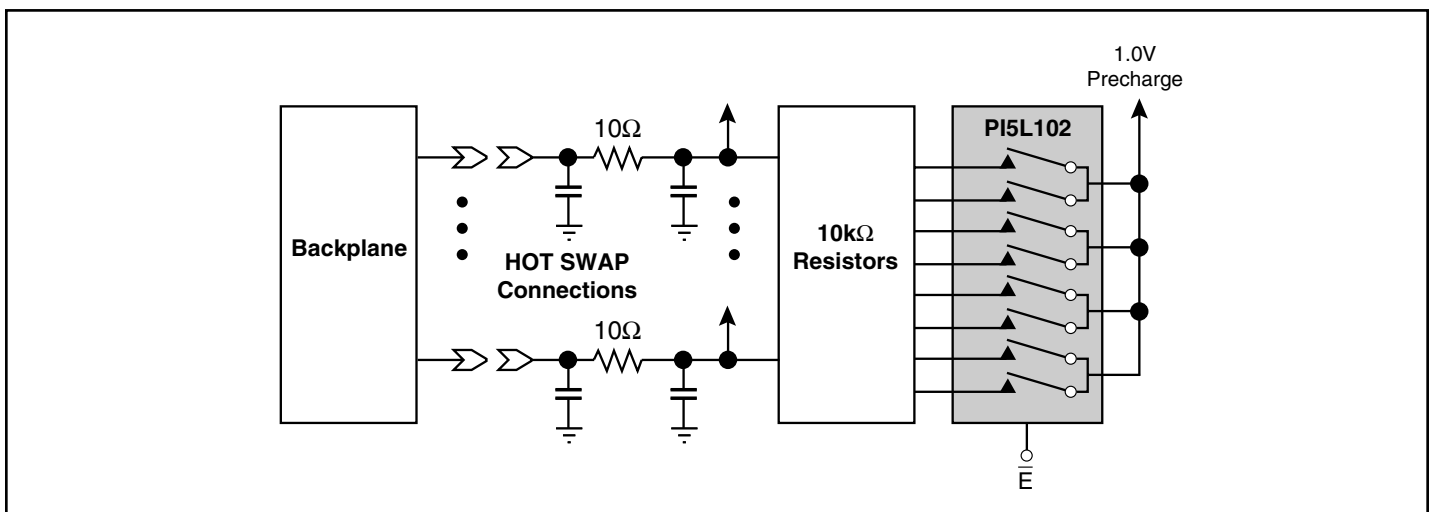 1.0V
Precharge
10Ω
PI5L102
Backplane
HOT SWAP
Connections
10kΩ
Resistors
10Ω
E̅